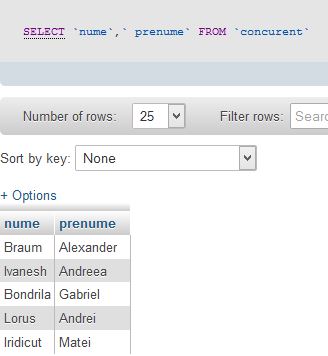 SELECT `nume`,` prenume` FROM `concurent`
Number of rows: 25 Filter rows: Searc
Sort by key: None
+ Options
nume prenume
Braum Alexander
Ivanesh Andreea
Bondrila Gabriel
Lorus Andrei
Iridicut Matei